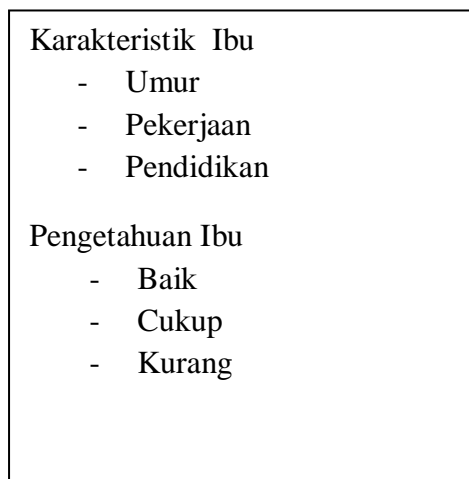 Karakteristik Ibu
- Umur
- Pekerjaan
- Pendidikan
Pengetahuan Ibu
- Baik
- Cukup
- Kurang